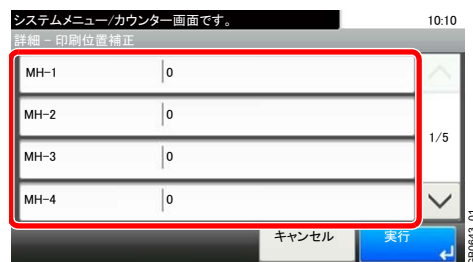 システムメニュー/カウンター画面です。 10:10
詳細 - 印刷位置補正
MH-1 0
MH-2 0
1/5
MH-3 0
MH-4 0
キャンセル 実行
GB0643_01